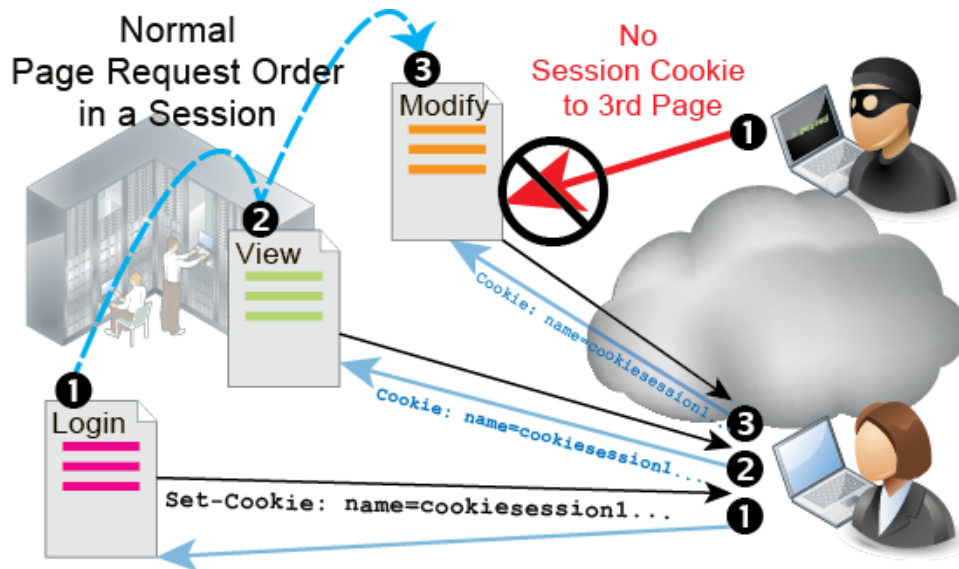 Normal
Page Request Order
in a Session
No
Session Cookie
to 3rd Page
3
Modify
1
2
View
Cookie: name=cookiesession1...
1
Login
Cookie: name=cookiesession1...
3
2
Set-Cookie: name=cookiesession1...
1